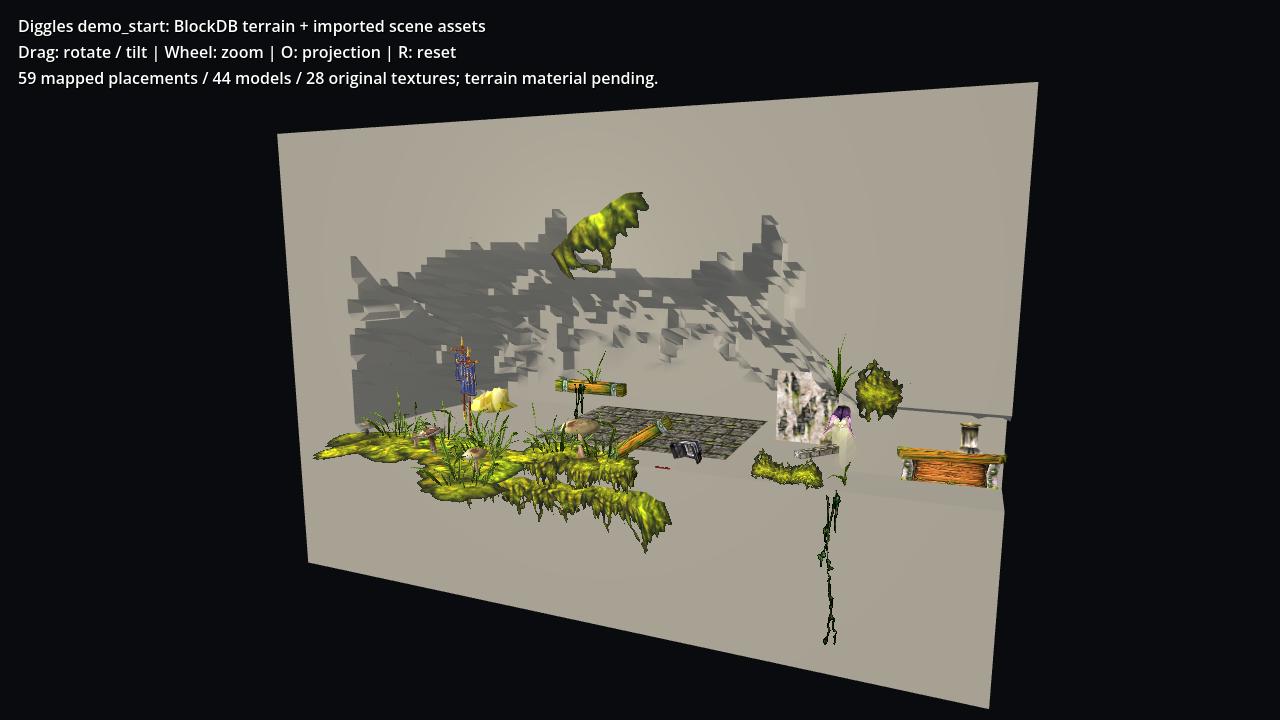 Diggles demo_start: BlockDB terrain + imported scene assets
Drag: rotate / tilt | Wheel: zoom | O: projection | R: reset
59 mapped placements / 44 models / 28 original textures; terrain material pending.